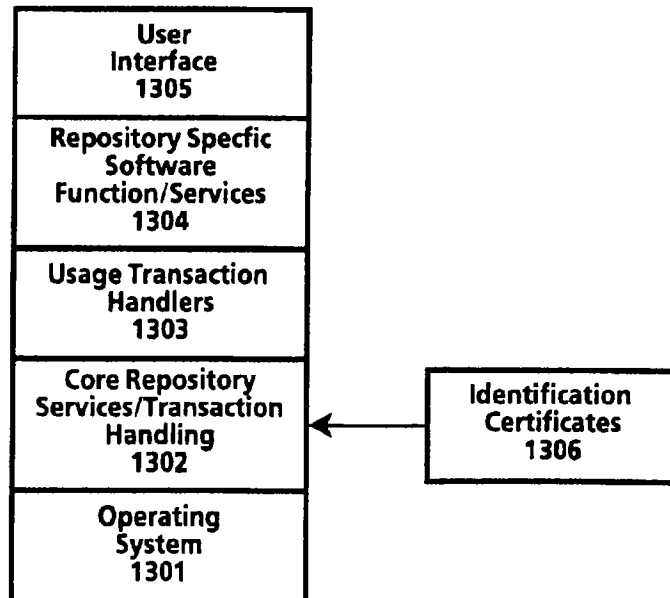 User
Interface
1305
Repository Specfic
Software
Function/Services
1304
Usage Transaction
Handlers
1303
Core Repository
Services/Transaction
Handling
1302
Identification
Certificates
1306
Operating
System
1301